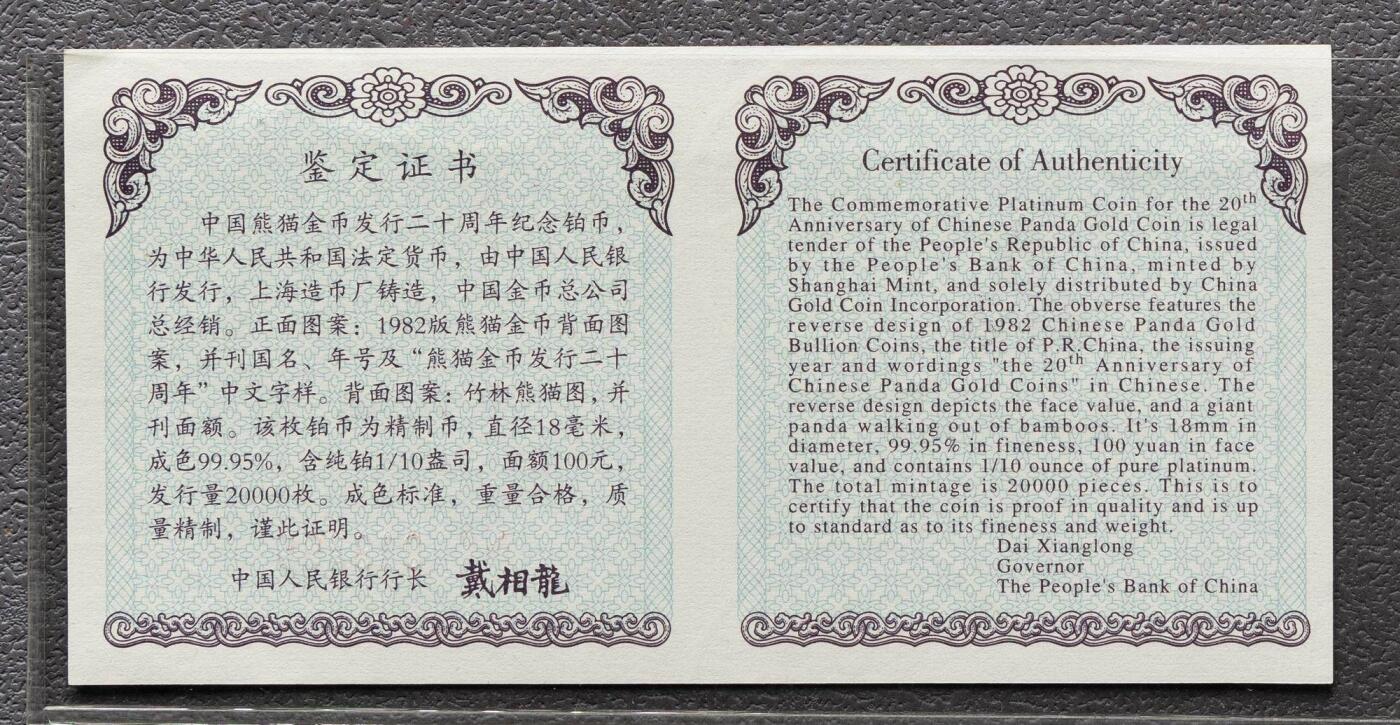 鉴定证书
中国熊猫金币发行二十周年纪念铂币，
为中华人民共和国法定货币，由中国人民银
行发行，上海造币厂铸造，中国金币总公司
总经销。正面图案：1982版熊猫金币背面图
案，并刊国名、年号及“熊猫金币发行二十
周年”中文字样。背面图案：竹林熊猫图，并
刊面额。该枚铂币为精制币，直径18毫米，
成色99.95%，含纯铂1/10盎司，面额100元，
发行量20000枚。成色标准，重量合格，质
量精制，谨此证明。
中国人民银行行长 戴相龍
Certificate of Authenticity
The Commemorative Platinum Coin for the 20th
Anniversary of Chinese Panda Gold Coin is legal
tender of the People's Republic of China, issued
by the People's Bank of China, minted by
Shanghai Mint, and solely distributed by China
Gold Coin Incorporation. The obverse features the
reverse design of 1982 Chinese Panda Gold
Bullion Coins, the title of P.R.China, the issuing
year and wordings "the 20th Anniversary of
Chinese Panda Gold Coins" in Chinese. The
reverse design depicts the face value, and a giant
panda walking out of bamboos. It's 18mm in
diameter, 99.95% in fineness, 100 yuan in face
value, and contains 1/10 ounce of pure platinum.
The total mintage is 20000 pieces. This is to
certify that the coin is proof in quality and is up
to standard as to its fineness and weight.
Dai Xianglong
Governor
The People's Bank of China